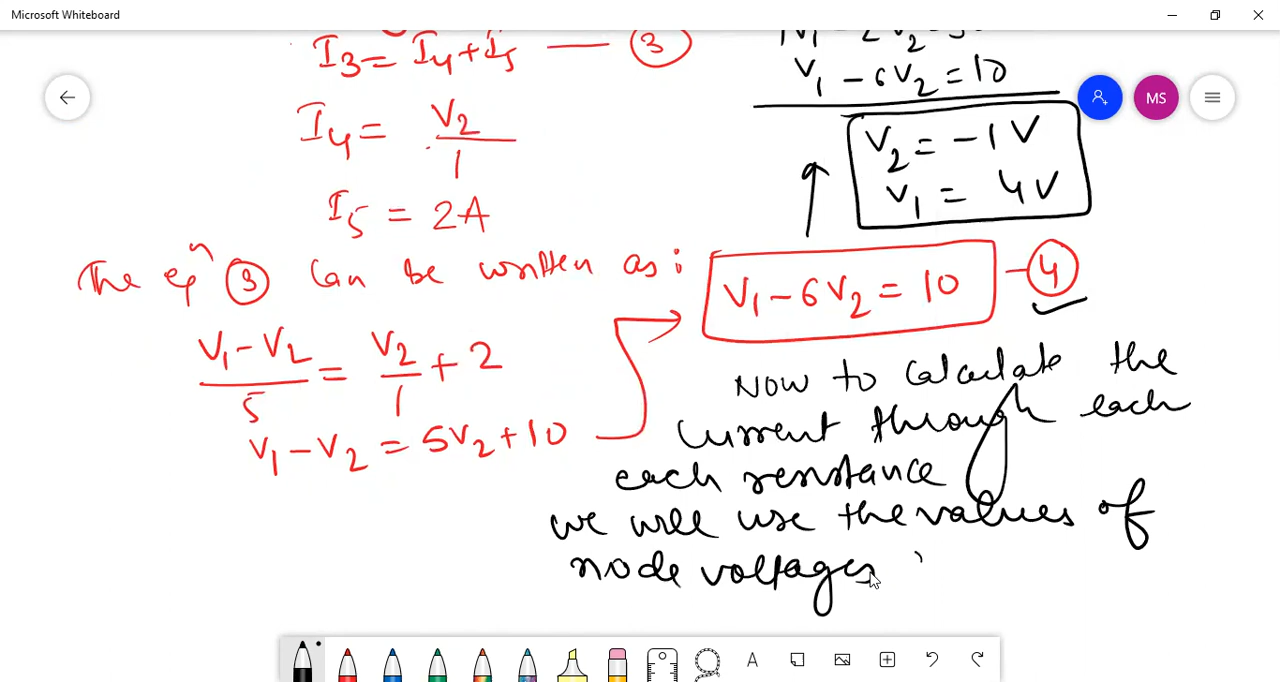 Microsoft Whiteboard
I3 = I4 + I5 — ③
I4 = V2/1
I5 = 2A
The eqⁿ ③ can be written as :
(V1 - V2)/5 = V2/1 + 2
V1 - V2 = 5V2 + 10
V1 - 6V2 = 10
V2 = -1V
V1 = 4V
V1 - 6V2 = 10 - ④
Now to calculate the
current through each
each resistance
we will use the values of
node voltages
MS
A